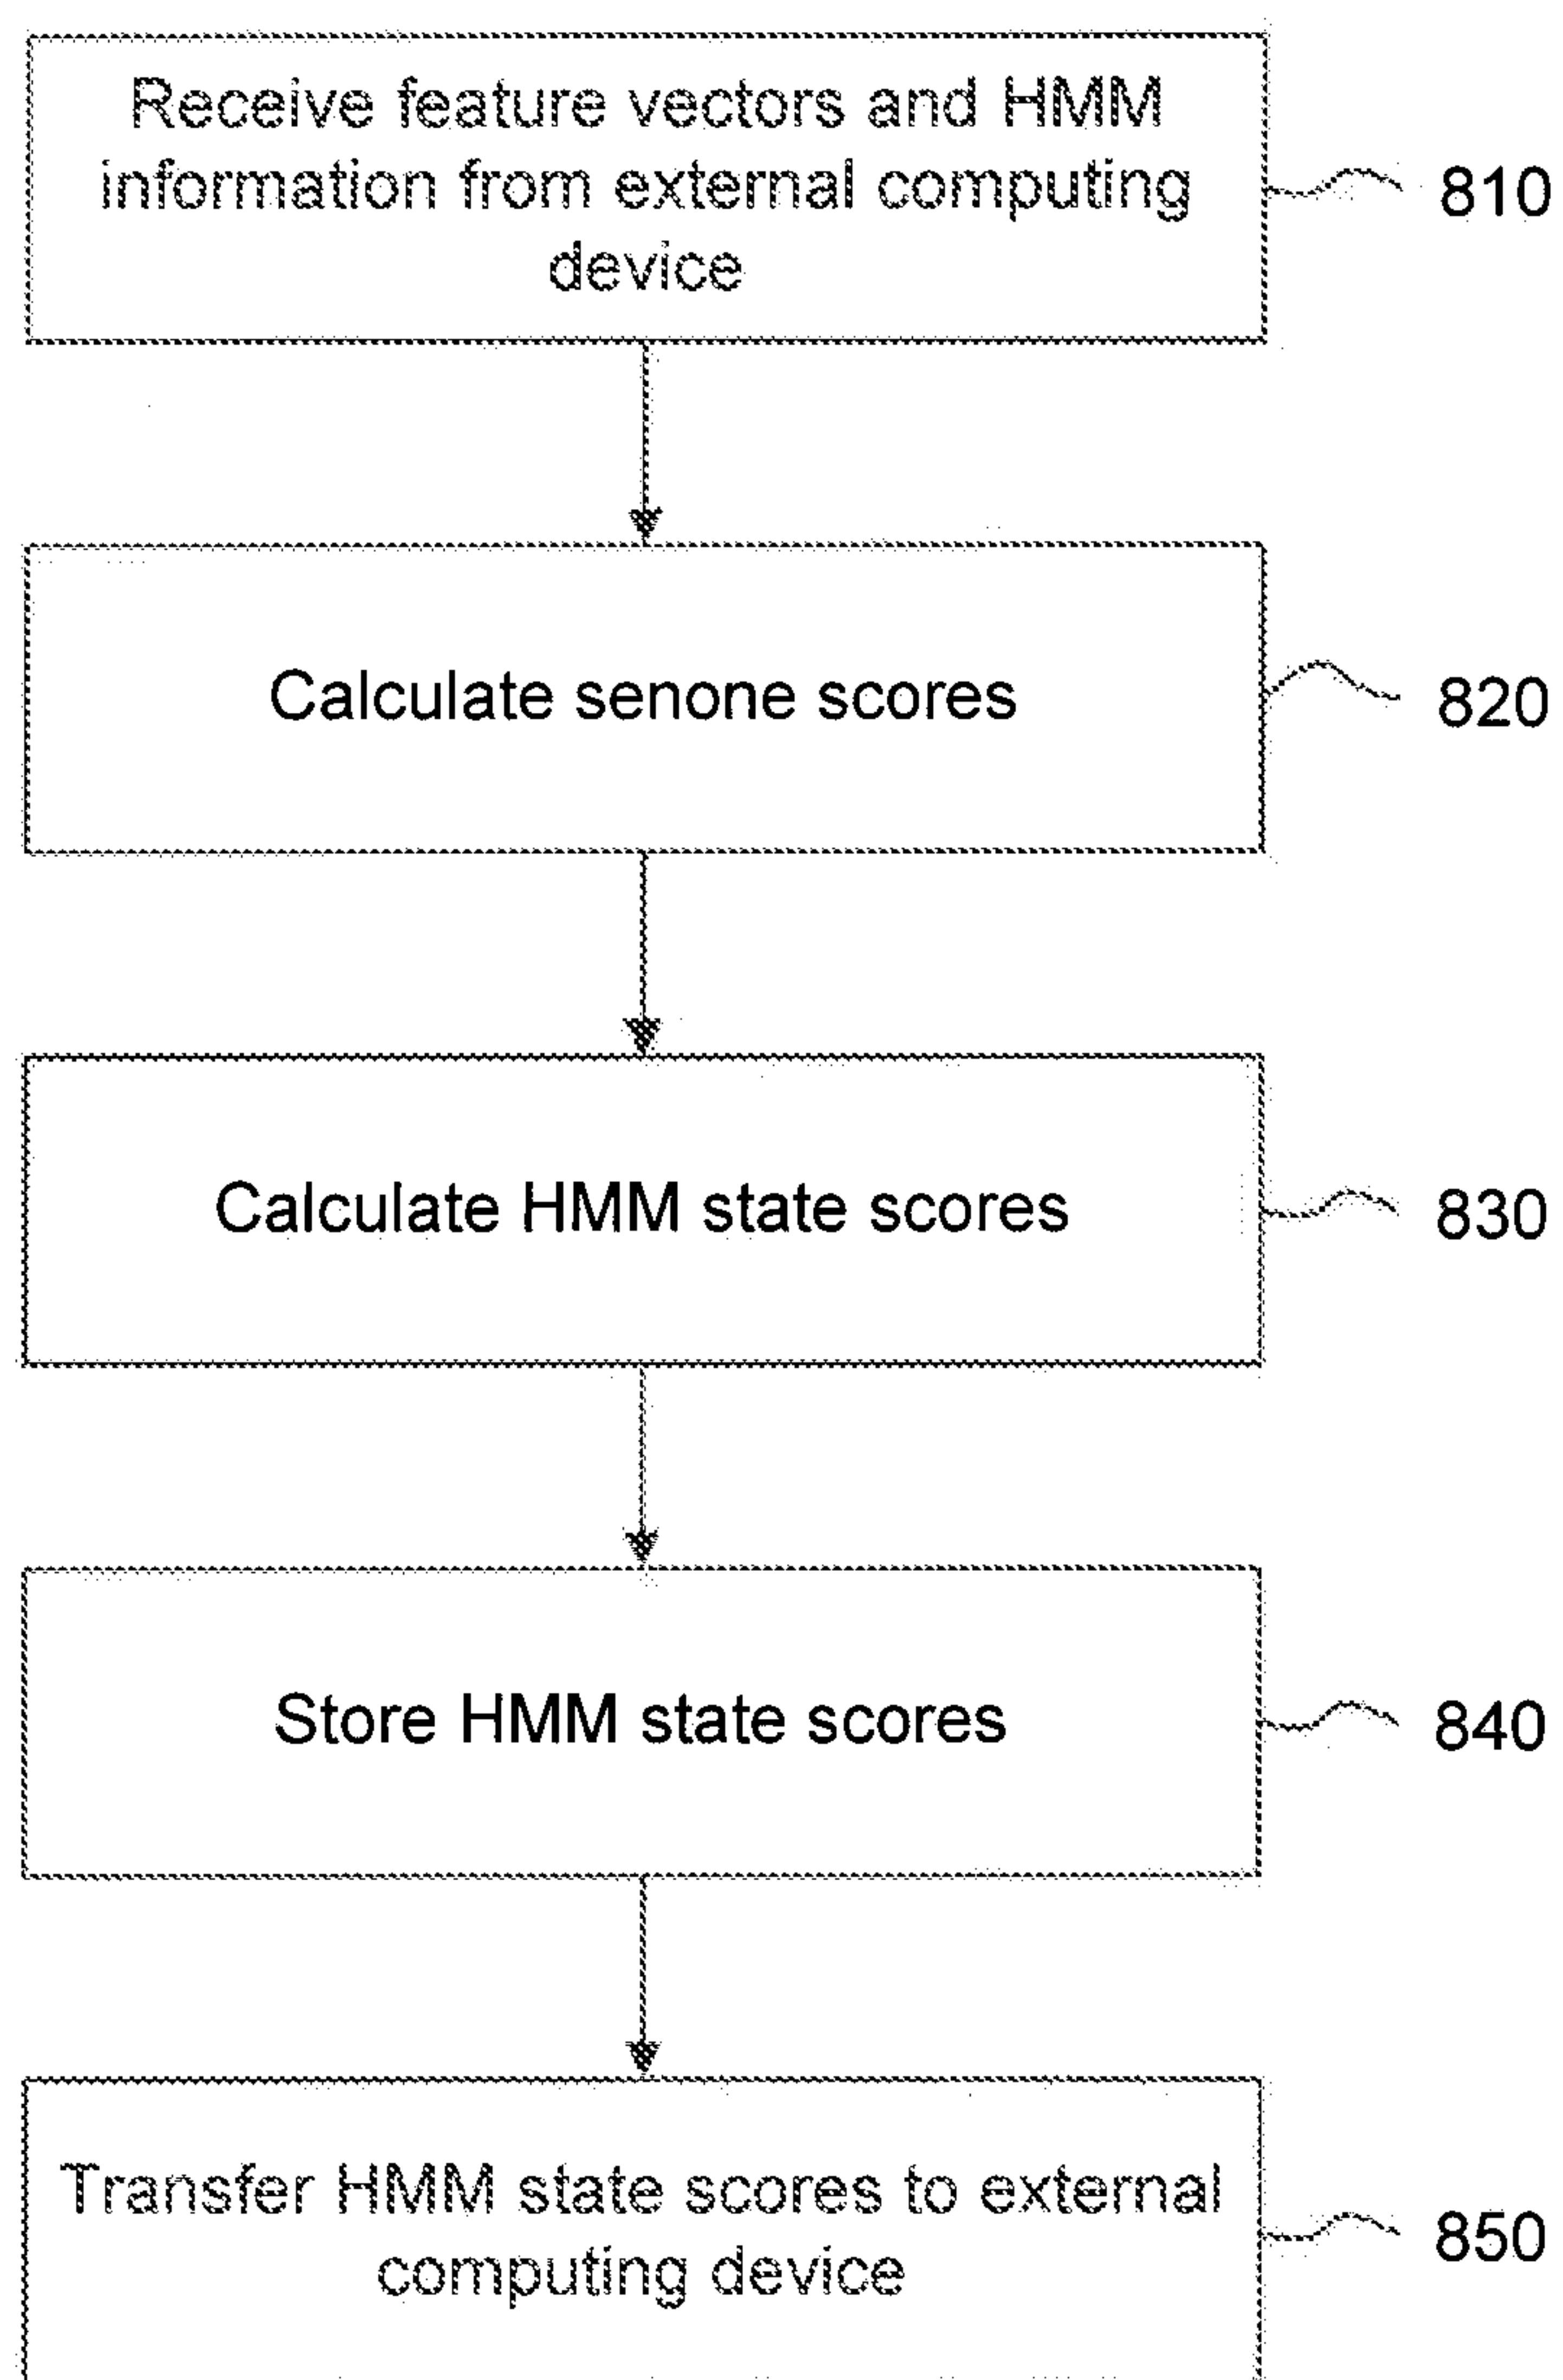 Receive feature vectors and HMM
information from external computing
device
810
Calculate senone scores
820
Calculate HMM state scores
830
Store HMM state scores
840
Transfer HMM state scores to external
computing device
850